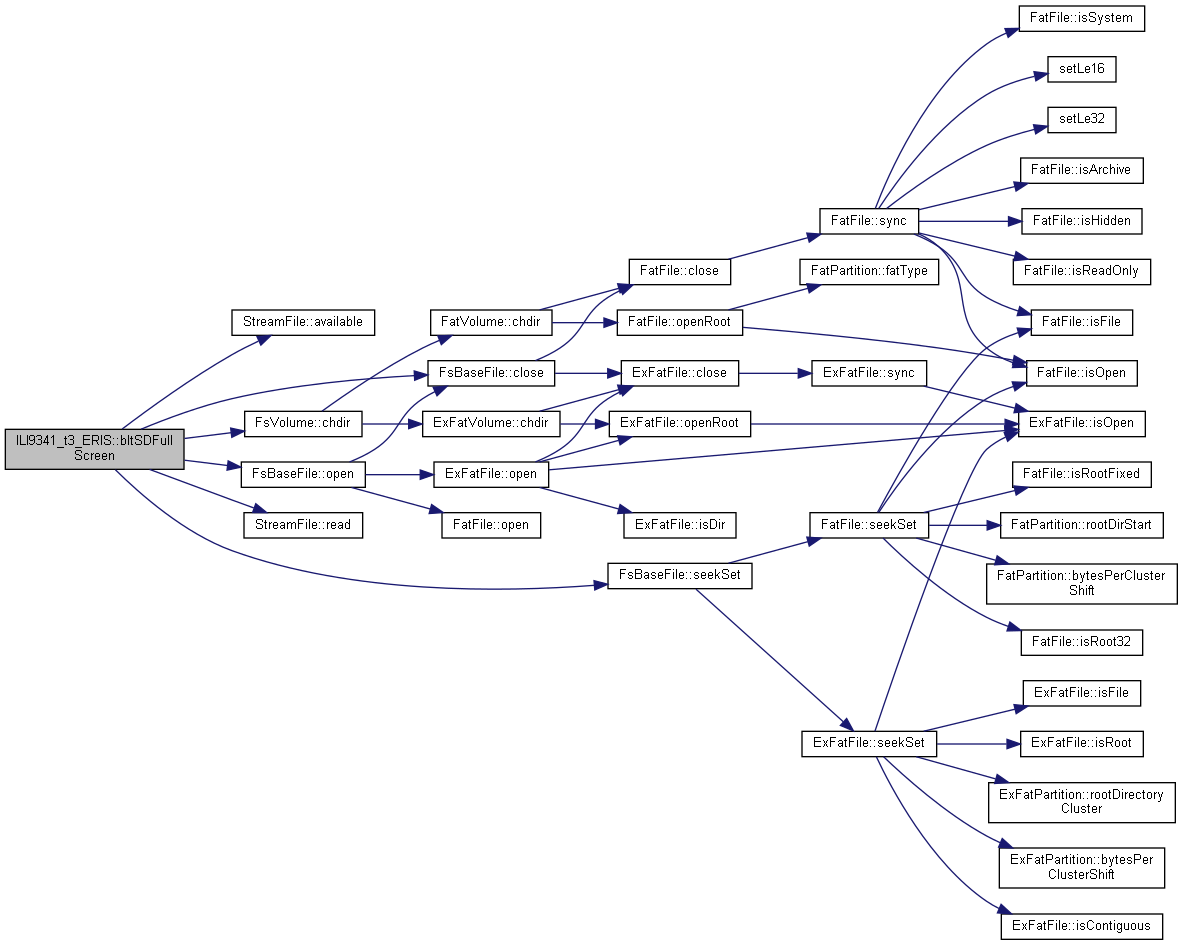 FatFile::isSystem
setLe16
setLe32
FatFile::isArchive
FatFile::sync
FatFile::isHidden
FatFile::close
FatPartition::fatType
FatFile::isReadOnly
StreamFile::available
FatVolume::chdir
FatFile::openRoot
FatFile::isFile
FsBaseFile::close
ExFatFile::close
ExFatFile::sync
FatFile::isOpen
FsVolume::chdir
ExFatVolume::chdir
ExFatFile::openRoot
ExFatFile::isOpen
ILI9341_t3_ERIS::bltSDFull
Screen
FsBaseFile::open
ExFatFile::open
FatFile::isRootFixed
StreamFile::read
FatFile::open
ExFatFile::isDir
FatFile::seekSet
FatPartition::rootDirStart
FsBaseFile::seekSet
FatPartition::bytesPerCluster
Shift
FatFile::isRoot32
ExFatFile::isFile
ExFatFile::seekSet
ExFatFile::isRoot
ExFatPartition::rootDirectory
Cluster
ExFatPartition::bytesPer
ClusterShift
ExFatFile::isContiguous